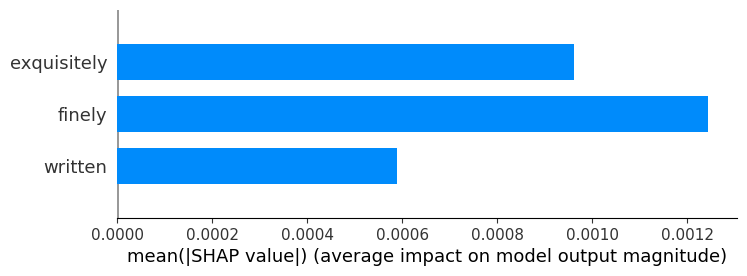 exquisitely
finely
written
0.0000 0.0002 0.0004 0.0006 0.0008 0.0010 0.0012
mean(|SHAP value|) (average impact on model output magnitude)